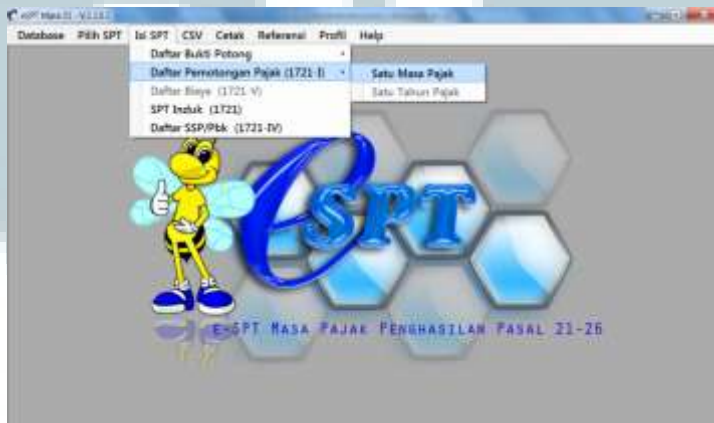 Database Pilih SPT Isi SPT CSV Cetak Referensi Profil Help
Daftar Bukti Potong
Daftar Pemotongan Pajak (1721-I)
Satu Masa Pajak
Daftar Biaya (1721-V)
Satu Tahun Pajak
SPT Induk (1721)
Daftar SSP/Pbk (1721-IV)
eSPT
e-SPT Masa Pajak Penghasilan Pasal 21-26